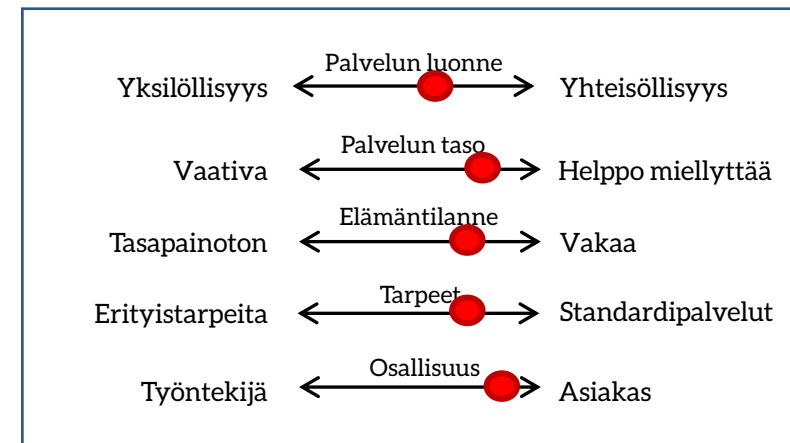 Palvelun luonne
Yksilöllisyys Yhteisöllisyys
Palvelun taso
Vaativa Helppo miellyttää
Elämäntilanne
Tasapainoton Vakaa
Tarpeet
Erityistarpeita Standardipalvelut
Osallisuus
Työntekijä Asiakas